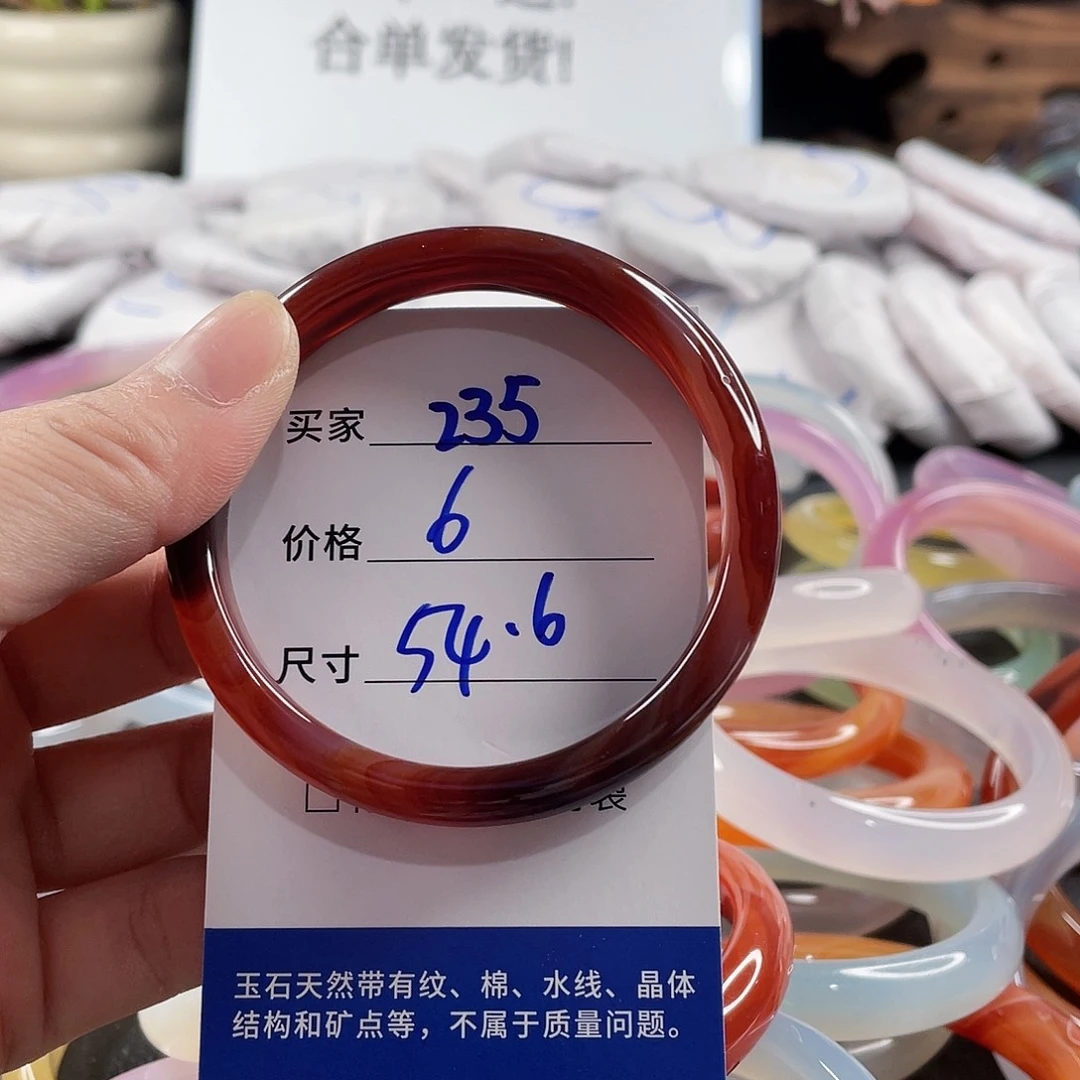 合单发货!
买家 235
价格 6
尺寸 54.6
玉石天然带有纹、棉、水线、晶体
结构和矿点等，不属于质量问题。